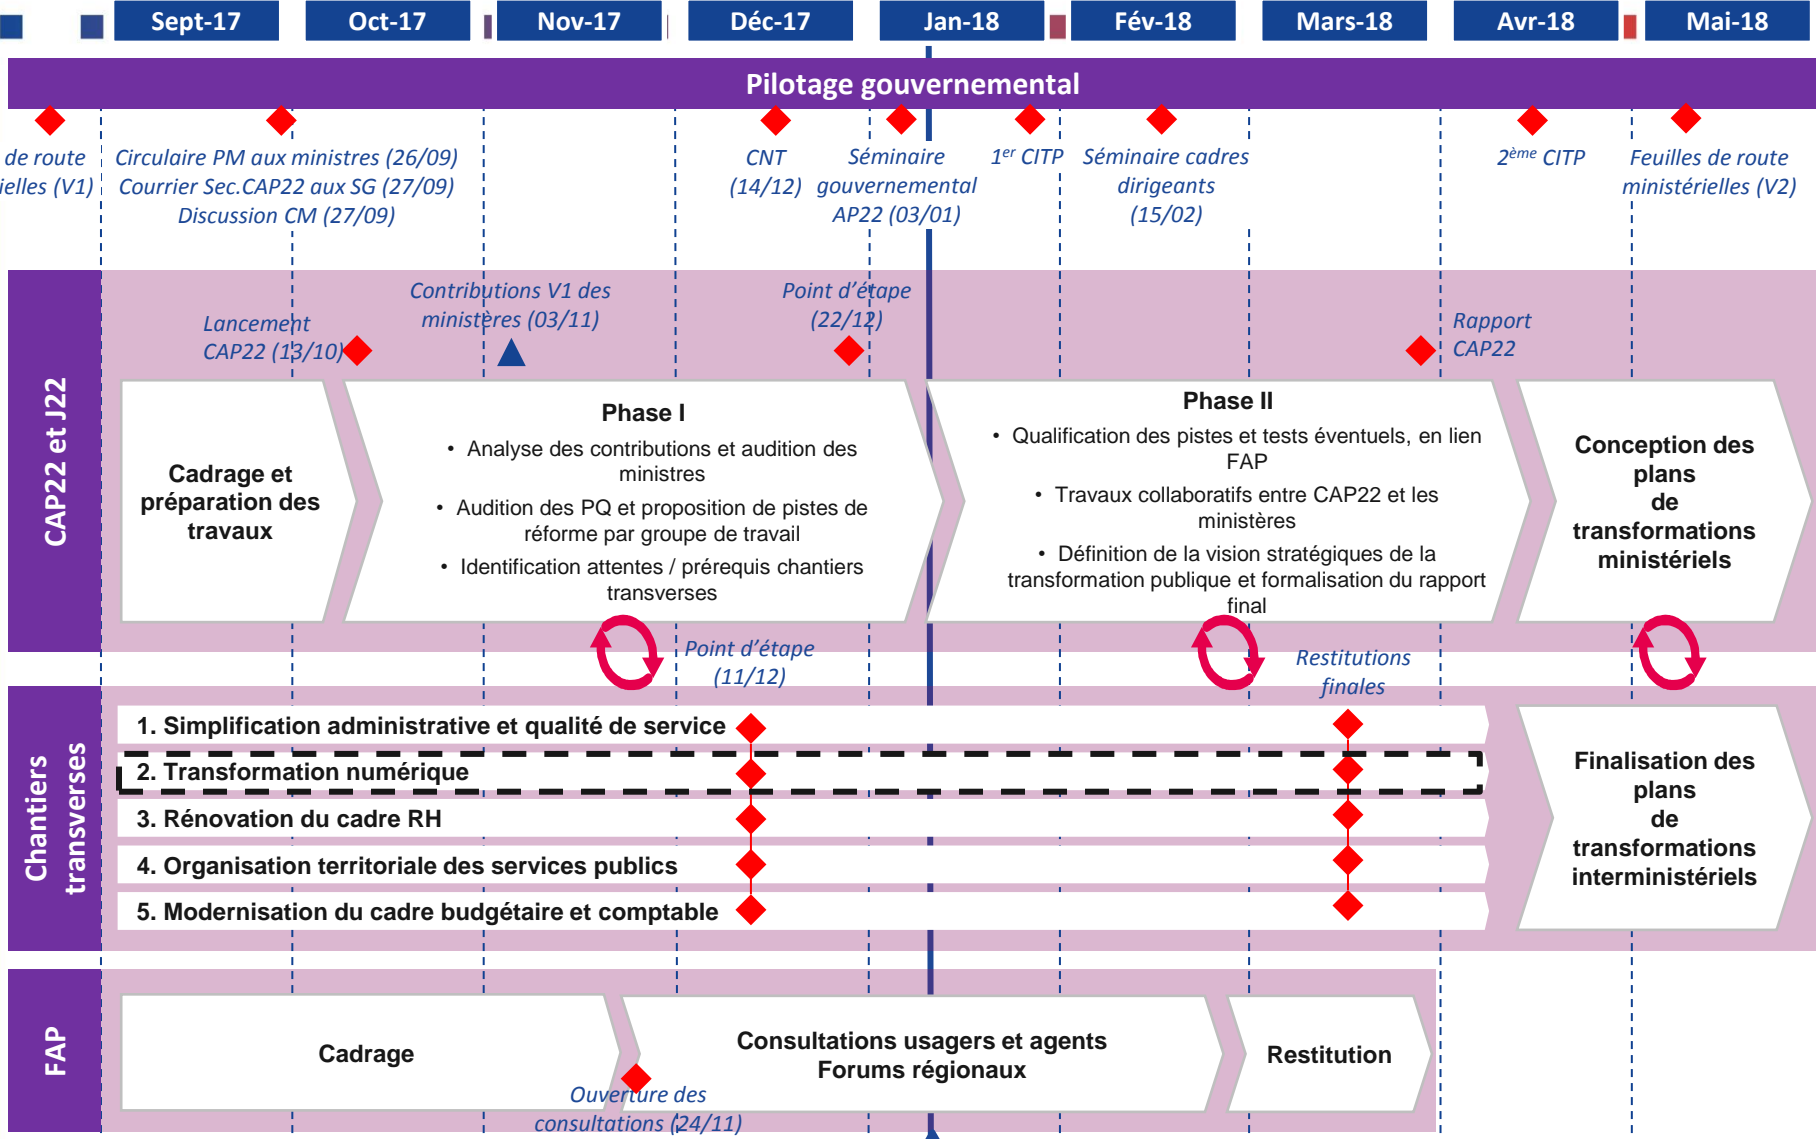 Sept-17
Oct-17
Nov-17
Déc-17
Jan-18
Fév-18
Mars-18
Avr-18
Mai-18
Pilotage gouvernemental
de route
ielles (V1)
Circulaire PM aux ministres (26/09)
Courrier Sec.CAP22 aux SG (27/09)
Discussion CM (27/09)
CNT
(14/12)
Séminaire
gouvernemental
AP22 (03/01)
1er CITP
Séminaire cadres
dirigeants
(15/02)
2ème CITP
Feuilles de route
ministérielles (V2)
CAP22 et J22
Lancement
CAP22 (13/10)
Contributions V1 des
ministères (03/11)
Point d'étape
(22/12)
Rapport
CAP22
Cadrage et
préparation des
travaux
Phase I
• Analyse des contributions et audition des
ministres
• Audition des PQ et proposition de pistes de
réforme par groupe de travail
• Identification attentes / prérequis chantiers
transverses
Phase II
• Qualification des pistes et tests éventuels, en lien
FAP
• Travaux collaboratifs entre CAP22 et les
ministères
• Définition de la vision stratégiques de la
transformation publique et formalisation du rapport
final
Conception des
plans
de
transformations
ministériels
Point d'étape
(11/12)
Restitutions
finales
Chantiers
transverses
1. Simplification administrative et qualité de service
2. Transformation numérique
3. Rénovation du cadre RH
4. Organisation territoriale des services publics
5. Modernisation du cadre budgétaire et comptable
Finalisation des
plans
de
transformations
interministériels
FAP
Cadrage
Ouverture des
consultations (24/11)
Consultations usagers et agents
Forums régionaux
Restitution